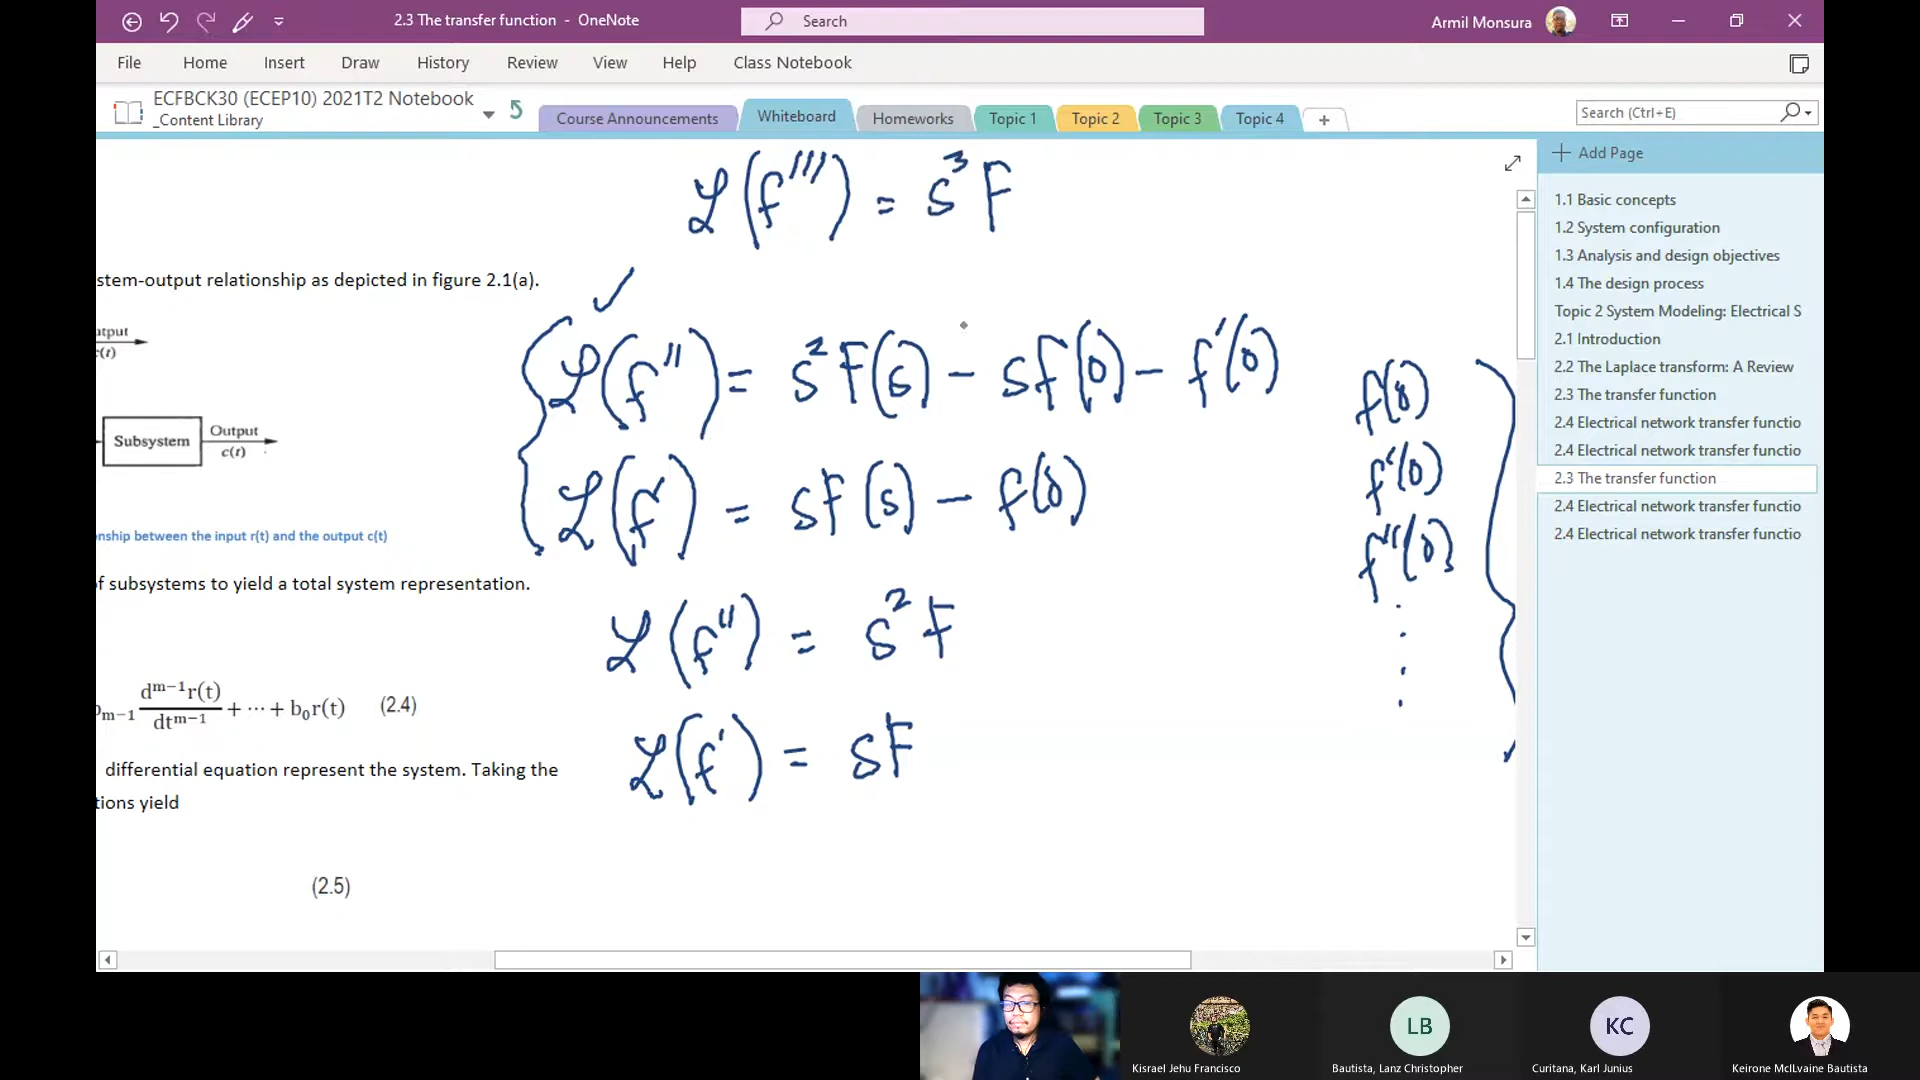 2.3 The transfer function - OneNote
Search
Armil Monsura
File Home Insert Draw History Review View Help Class Notebook
ECFBCK30 (ECEP10) 2021T2 Notebook
_Content Library
Course Announcements Whiteboard Homeworks Topic 1 Topic 2 Topic 3 Topic 4 +
Search (Ctrl+E)
ℒ(f''') = s³F
stem-output relationship as depicted in figure 2.1(a).
c(t)
ℒ(f'') = s²F(s) - sf(0) - f'(0)
Subsystem
Output
c(t)
ℒ(f') = sF(s) - f(0)
nship between the input r(t) and the output c(t)
f subsystems to yield a total system representation.
ℒ(f'') = s²F
f(0)
f'(0)
f''(0)
dᵐ⁻¹r(t)/dtᵐ⁻¹ + ⋯ + b₀r(t) (2.4)
ℒ(f') = sF
differential equation represent the system. Taking the
tions yield
(2.5)
Add Page
1.1 Basic concepts
1.2 System configuration
1.3 Analysis and design objectives
1.4 The design process
Topic 2 System Modeling: Electrical S
2.1 Introduction
2.2 The Laplace transform: A Review
2.3 The transfer function
2.4 Electrical network transfer functio
2.4 Electrical network transfer functio
2.3 The transfer function
2.4 Electrical network transfer functio
2.4 Electrical network transfer functio
LB
KC
Kisrael Jehu Francisco
Bautista, Lanz Christopher
Curitana, Karl Junius
Keirone McIlvaine Bautista